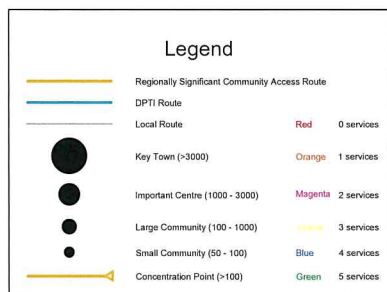 Legend
Regionally Significant Community Access Route
DPTI Route
Local Route Red 0 services
Key Town (>3000) Orange 1 services
Important Centre (1000 - 3000) Magenta 2 services
Large Community (100 - 1000) Yellow 3 services
Small Community (50 - 100) Blue 4 services
Concentration Point (>100) Green 5 services